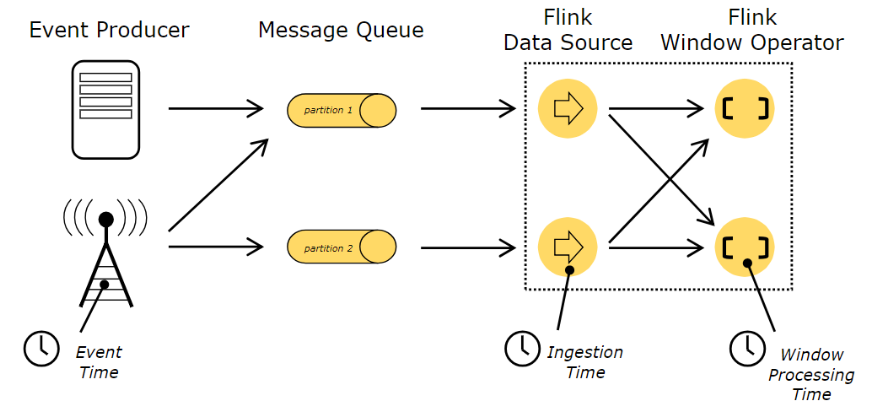 Event Producer
Message Queue
Flink
Data Source
Flink
Window Operator
partition 1
partition 2
Event
Time
Ingestion
Time
Window
Processing
Time